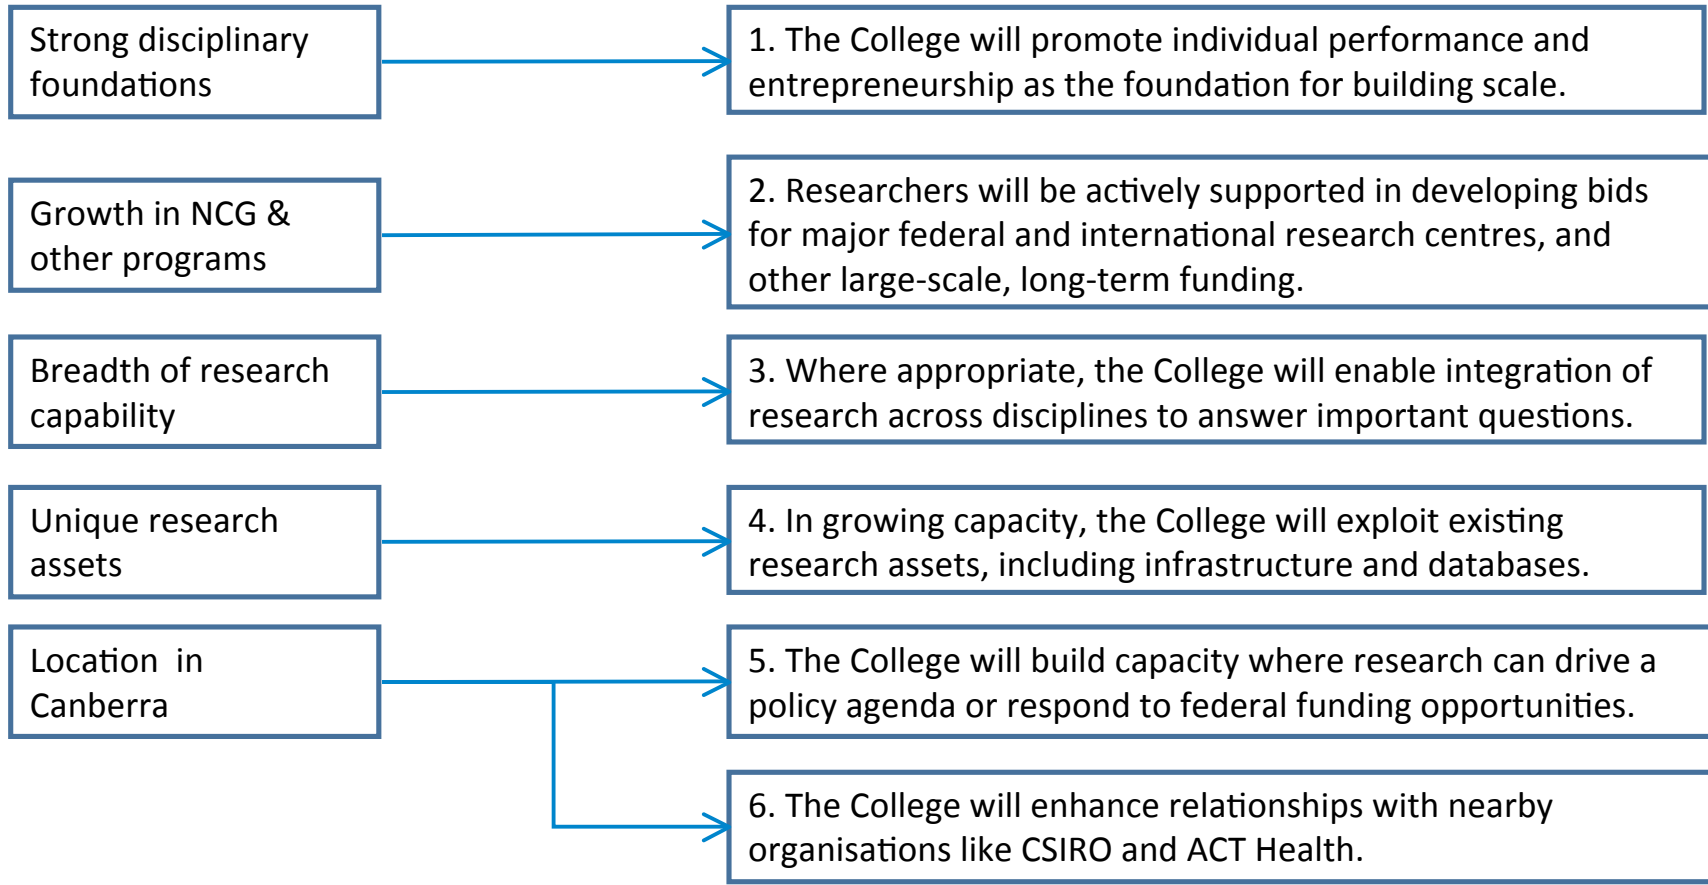 Strong disciplinary
foundations
1. The College will promote individual performance and
entrepreneurship as the foundation for building scale.
Growth in NCG &
other programs
2. Researchers will be actively supported in developing bids
for major federal and international research centres, and
other large-scale, long-term funding.
Breadth of research
capability
3. Where appropriate, the College will enable integration of
research across disciplines to answer important questions.
Unique research
assets
4. In growing capacity, the College will exploit existing
research assets, including infrastructure and databases.
Location in
Canberra
5. The College will build capacity where research can drive a
policy agenda or respond to federal funding opportunities.
6. The College will enhance relationships with nearby
organisations like CSIRO and ACT Health.